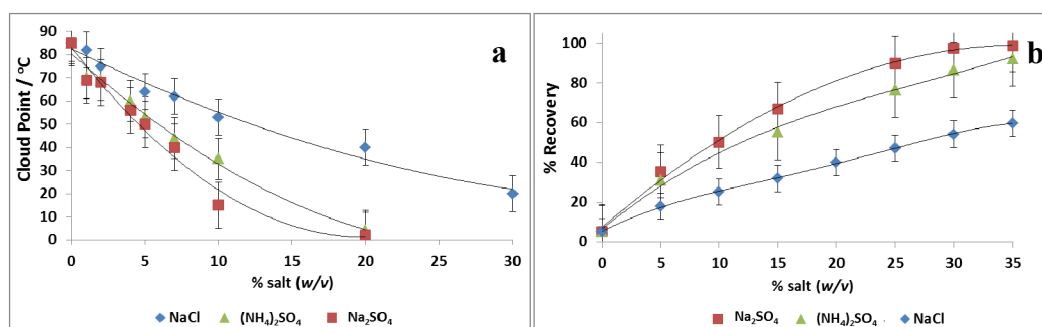 a
Cloud Point / °C
90
80
70
60
50
40
30
20
10
0
0 5 10 15 20 25 30
% salt (w/v)
NaCl (NH₄)₂SO₄ Na₂SO₄
b
% Recovery
100
80
60
40
20
0
0 5 10 15 20 25 30 35
% salt (w/v)
Na₂SO₄ (NH₄)₂SO₄ NaCl